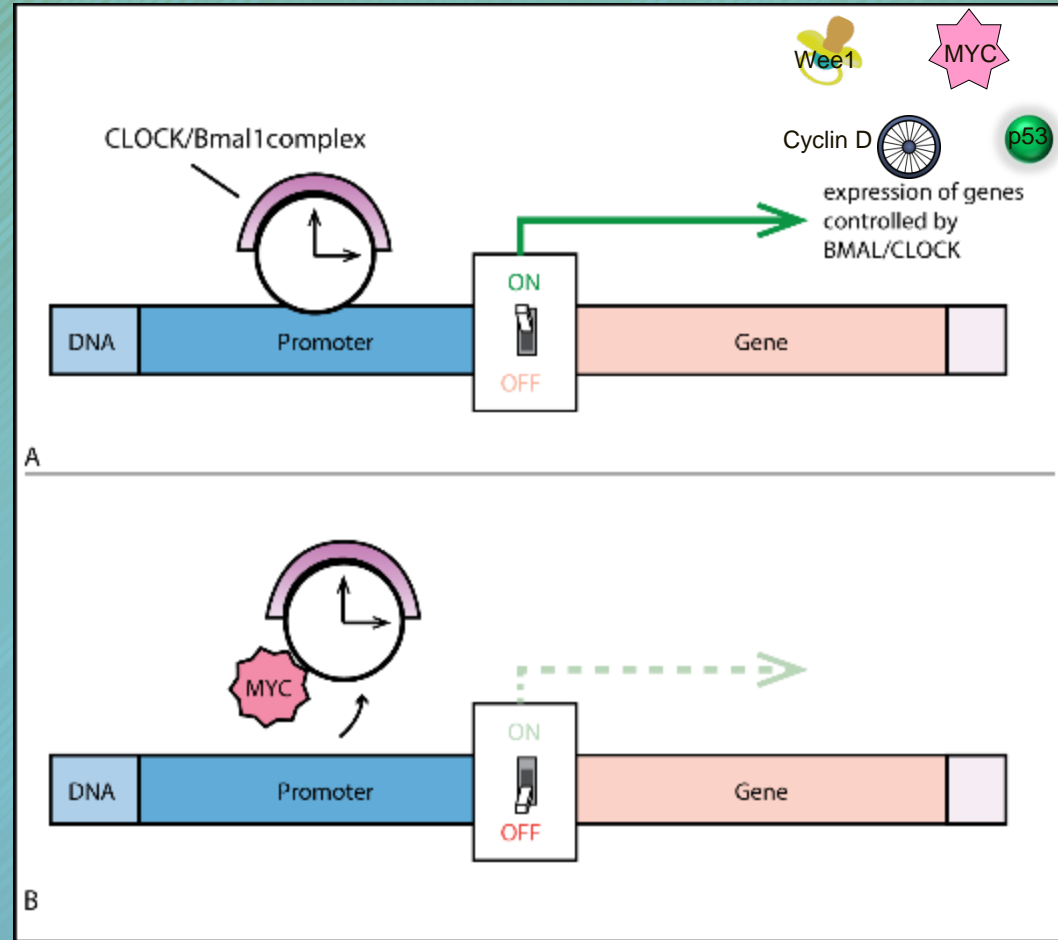 Wee1
MYC
CLOCK/Bmal1complex
Cyclin D
p53
expression of genes
controlled by
BMAL/CLOCK
ON
DNA
Promoter
Gene
OFF
A
MYC
ON
DNA
Promoter
Gene
OFF
B